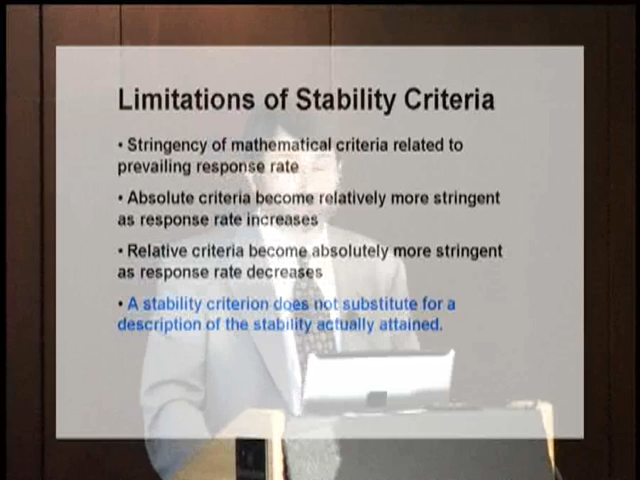 Limitations of Stability Criteria
• Stringency of mathematical criteria related to
prevailing response rate
• Absolute criteria become relatively more stringent
as response rate increases
• Relative criteria become absolutely more stringent
as response rate decreases
• A stability criterion does not substitute for a
description of the stability actually attained.